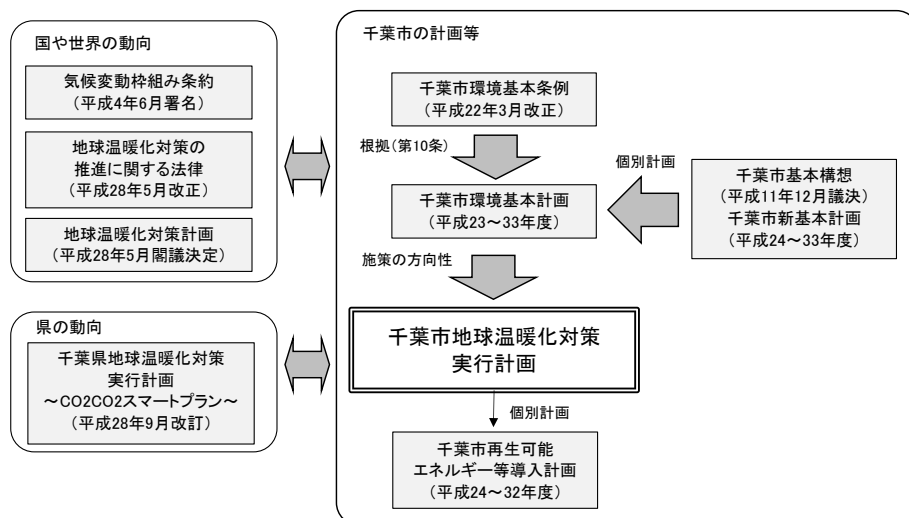 国や世界の動向
気候変動枠組み条約
（平成4年6月署名）
地球温暖化対策の
推進に関する法律
（平成28年5月改正）
地球温暖化対策計画
（平成28年5月閣議決定）
県の動向
千葉県地球温暖化対策
実行計画
～CO2CO2スマートプラン～
（平成28年9月改訂）
千葉市の計画等
千葉市環境基本条例
（平成22年3月改正）
根拠（第10条）
千葉市環境基本計画
（平成23～33年度）
個別計画
千葉市基本構想
（平成11年12月議決）
千葉市新基本計画
（平成24～33年度）
施策の方向性
千葉市地球温暖化対策
実行計画
個別計画
千葉市再生可能
エネルギー等導入計画
（平成24～32年度）